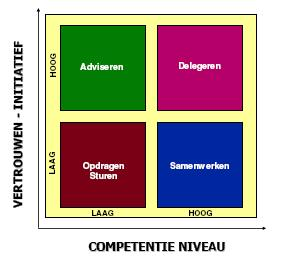 VERTROUWEN - INITIATIEF
HOOG
Adviseren
Delegeren
LAAG
Opdragen
Sturen
Samenwerken
LAAG
HOOG
COMPETENTIE NIVEAU